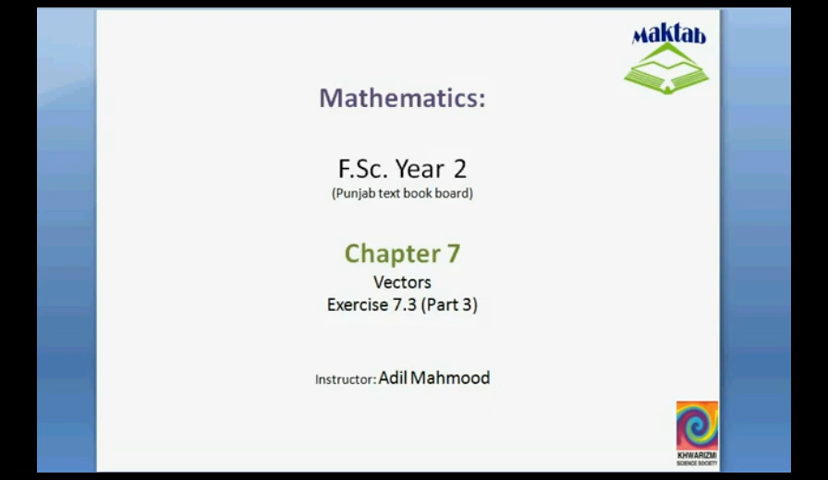 Maktab
Mathematics:
F.Sc. Year 2
(Punjab text book board)
Chapter 7
Vectors
Exercise 7.3 (Part 3)
Instructor: Adil Mahmood
KHWARIZMI
SCIENCE SOCIETY